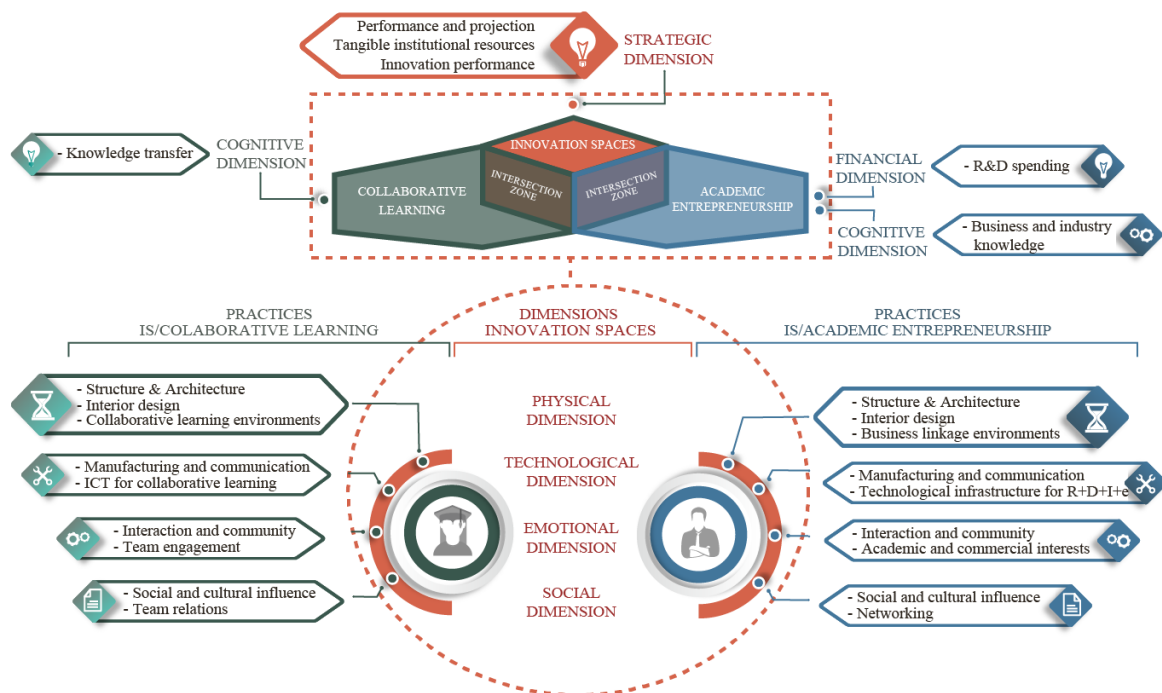 Performance and projection
Tangible institutional resources
Innovation performance
STRATEGIC
DIMENSION
- Knowledge transfer
COGNITIVE
DIMENSION
INNOVATION SPACES
INTERSECTION
ZONE
INTERSECTION
ZONE
COLLABORATIVE
LEARNING
ACADEMIC
ENTREPRENEURSHIP
FINANCIAL
DIMENSION
- R&D spending
COGNITIVE
DIMENSION
- Business and industry
knowledge
PRACTICES
IS/COLABORATIVE LEARNING
DIMENSIONS
INNOVATION SPACES
PRACTICES
IS/ACADEMIC ENTREPRENEURSHIP
- Structure & Architecture
- Interior design
- Collaborative learning environments
PHYSICAL
DIMENSION
- Structure & Architecture
- Interior design
- Business linkage environments
- Manufacturing and communication
- ICT for collaborative learning
TECHNOLOGICAL
DIMENSION
- Manufacturing and communication
- Technological infrastructure for R+D+I+e
- Interaction and community
- Team engagement
EMOTIONAL
DIMENSION
- Interaction and community
- Academic and commercial interests
- Social and cultural influence
- Team relations
SOCIAL
DIMENSION
- Social and cultural influence
- Networking